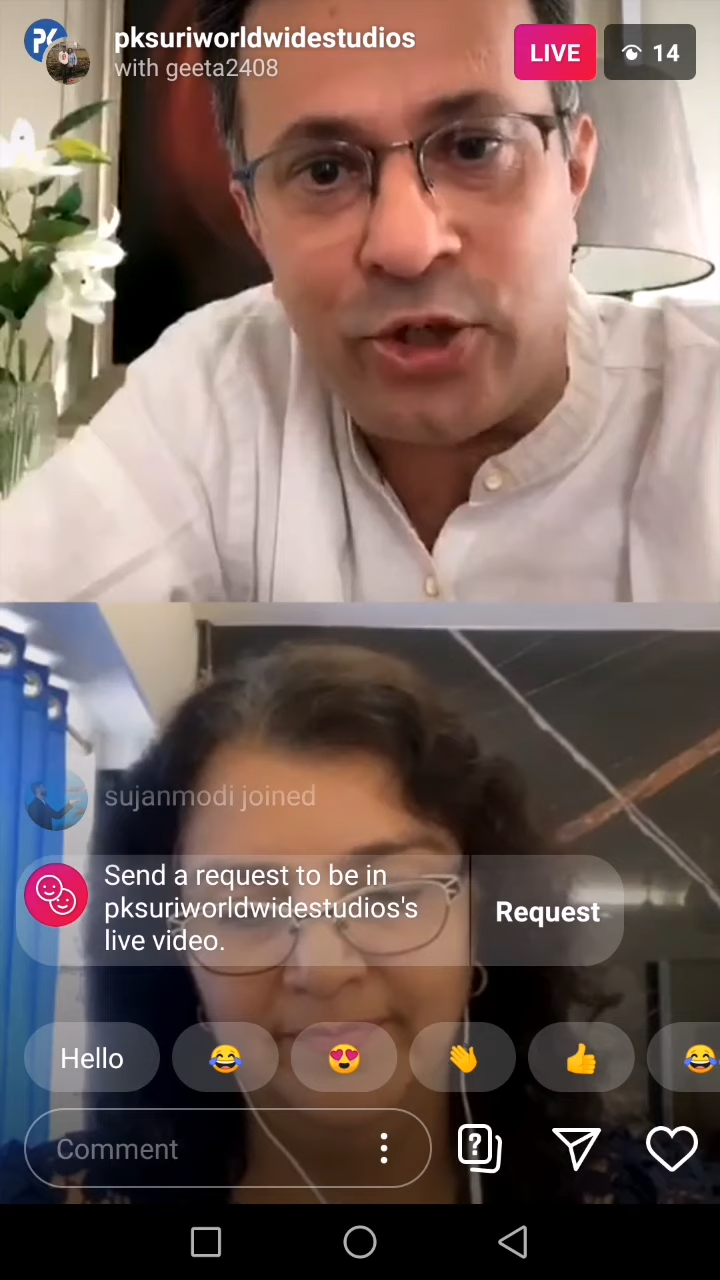 pksuriworldwidestudios
with geeta2408
LIVE
14
sujanmodi joined
Send a request to be in
pksuriworldwidestudios's
live video.
Request
Hello
Comment